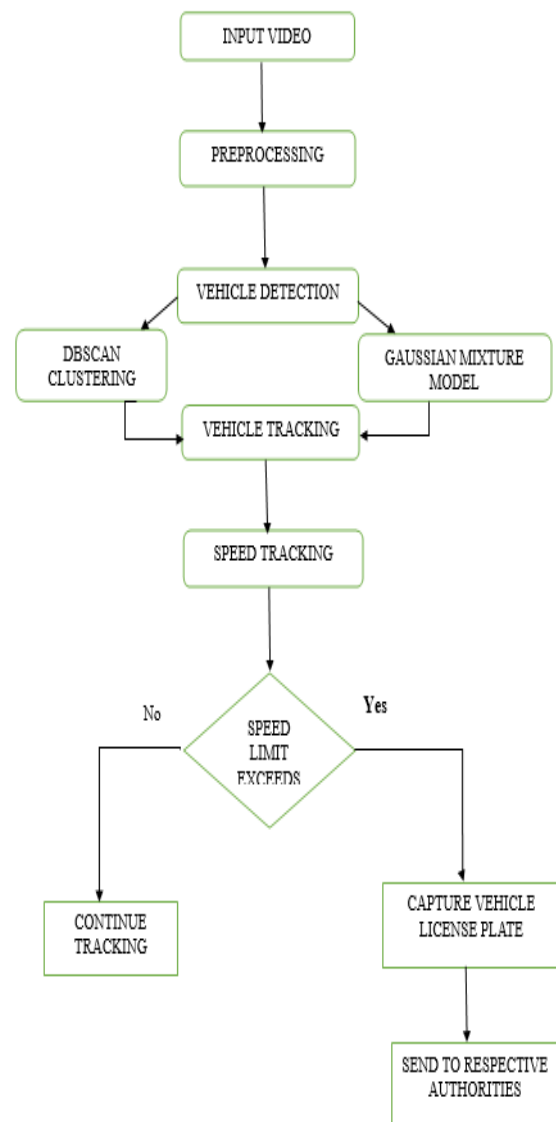 INPUT VIDEO
PREPROCESSING
VEHICLE DETECTION
DBSCAN
CLUSTERING
GAUSSIAN MIXTURE
MODEL
VEHICLE TRACKING
SPEED TRACKING
No
Yes
SPEED
LIMIT
EXCEEDS
CONTINUE
TRACKING
CAPTURE VEHICLE
LICENSE PLATE
SEND TO RESPECTIVE
AUTHORITIES